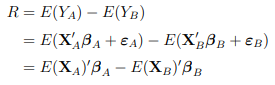 R = E(Y_A) − E(Y_B)
= E(X′_A β_A + ε_A) − E(X′_B β_B + ε_B)
= E(X_A)′β_A − E(X_B)′β_B